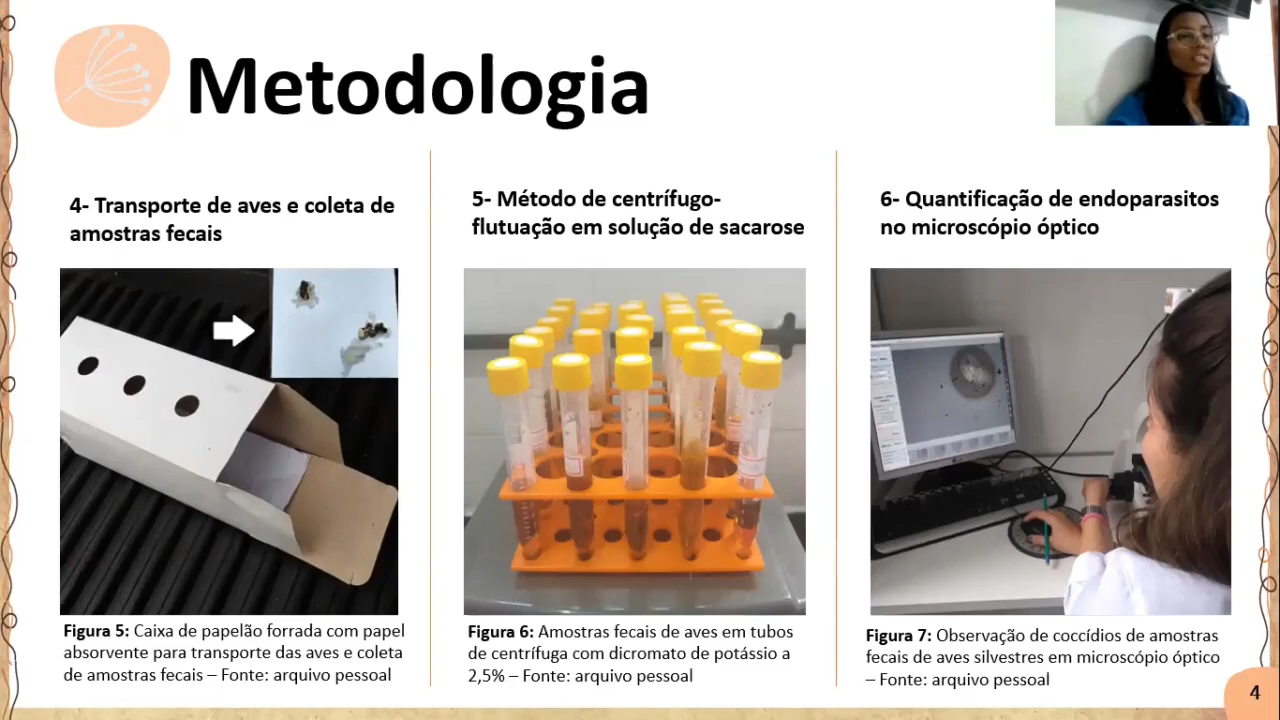 Metodologia
4- Transporte de aves e coleta de
amostras fecais
Figura 5: Caixa de papelão forrada com papel
absorvente para transporte das aves e coleta
de amostras fecais – Fonte: arquivo pessoal
5- Método de centrífugo-
flutuação em solução de sacarose
Figura 6: Amostras fecais de aves em tubos
de centrífuga com dicromato de potássio a
2,5% – Fonte: arquivo pessoal
6- Quantificação de endoparasitos
no microscópio óptico
Figura 7: Observação de coccídios de amostras
fecais de aves silvestres em microscópio óptico
– Fonte: arquivo pessoal
4